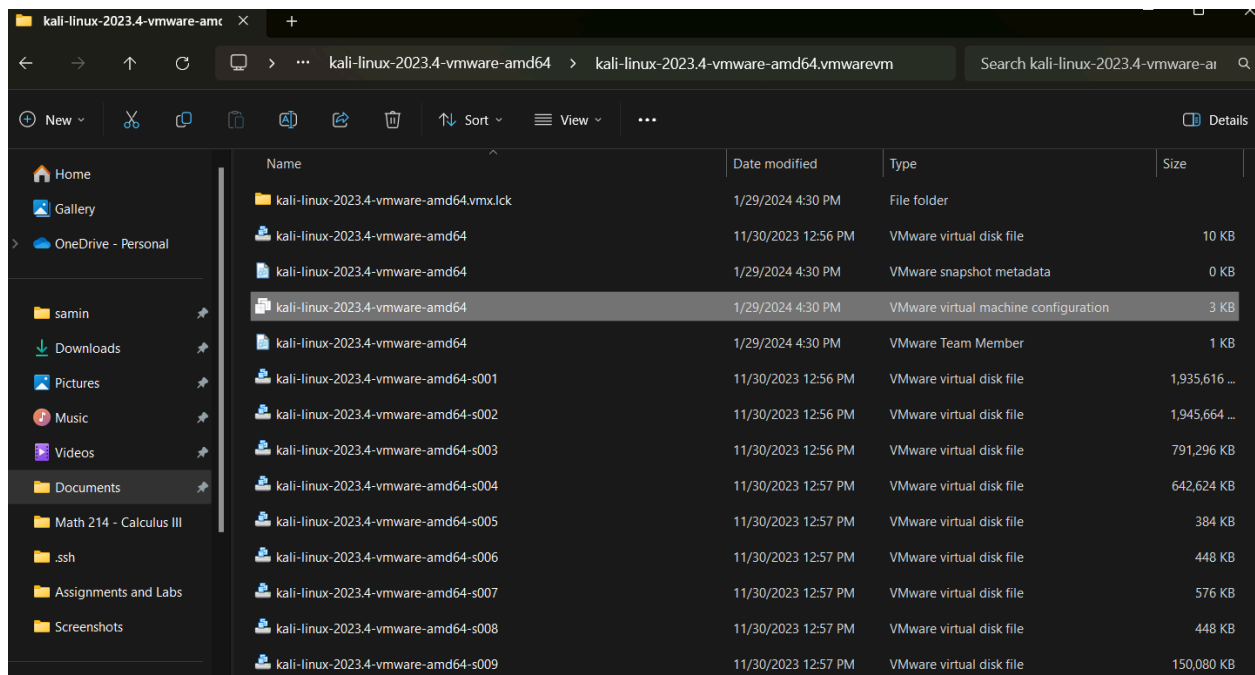 kali-linux-2023.4-vmware-amc
kali-linux-2023.4-vmware-amd64 > kali-linux-2023.4-vmware-amd64.vmwarevm Search kali-linux-2023.4-vmware-ar
New Sort View ... Details
Name Date modified Type Size
Home
Gallery
OneDrive - Personal
samin
Downloads
Pictures
Music
Videos
Documents
Math 214 - Calculus III
.ssh
Assignments and Labs
Screenshots
kali-linux-2023.4-vmware-amd64.vmx.lck 1/29/2024 4:30 PM File folder
kali-linux-2023.4-vmware-amd64 11/30/2023 12:56 PM VMware virtual disk file 10 KB
kali-linux-2023.4-vmware-amd64 1/29/2024 4:30 PM VMware snapshot metadata 0 KB
kali-linux-2023.4-vmware-amd64 1/29/2024 4:30 PM VMware virtual machine configuration 3 KB
kali-linux-2023.4-vmware-amd64 1/29/2024 4:30 PM VMware Team Member 1 KB
kali-linux-2023.4-vmware-amd64-s001 11/30/2023 12:56 PM VMware virtual disk file 1,935,616 ...
kali-linux-2023.4-vmware-amd64-s002 11/30/2023 12:56 PM VMware virtual disk file 1,945,664 ...
kali-linux-2023.4-vmware-amd64-s003 11/30/2023 12:56 PM VMware virtual disk file 791,296 KB
kali-linux-2023.4-vmware-amd64-s004 11/30/2023 12:57 PM VMware virtual disk file 642,624 KB
kali-linux-2023.4-vmware-amd64-s005 11/30/2023 12:57 PM VMware virtual disk file 384 KB
kali-linux-2023.4-vmware-amd64-s006 11/30/2023 12:57 PM VMware virtual disk file 448 KB
kali-linux-2023.4-vmware-amd64-s007 11/30/2023 12:57 PM VMware virtual disk file 576 KB
kali-linux-2023.4-vmware-amd64-s008 11/30/2023 12:57 PM VMware virtual disk file 448 KB
kali-linux-2023.4-vmware-amd64-s009 11/30/2023 12:57 PM VMware virtual disk file 150,080 KB